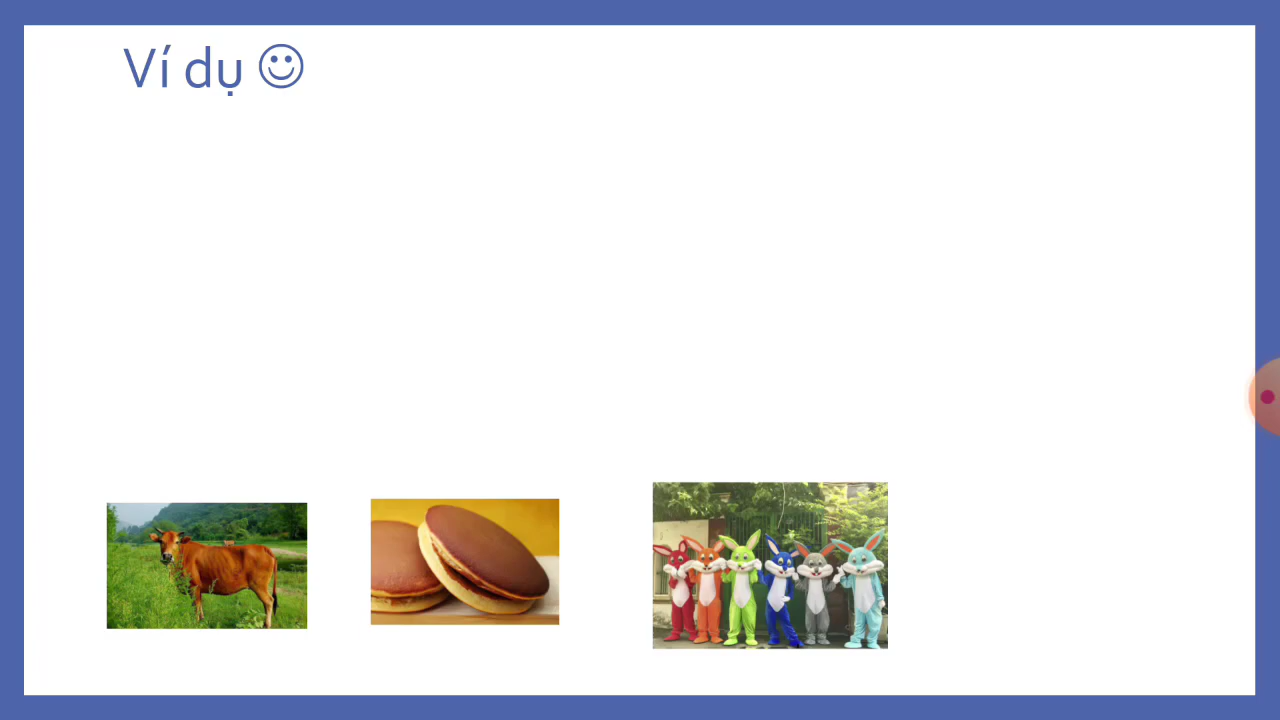 Ví dụ ☺